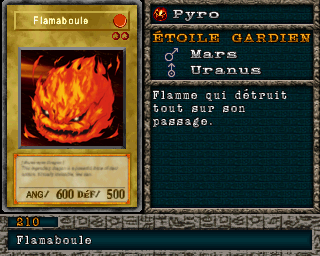 Flamaboule
ANG/ 600 DÉF/ 500
Pyro
ÉTOILE GARDIEN
Mars
Uranus
Flamme qui détruit
tout sur son
passage.
210
Flamaboule